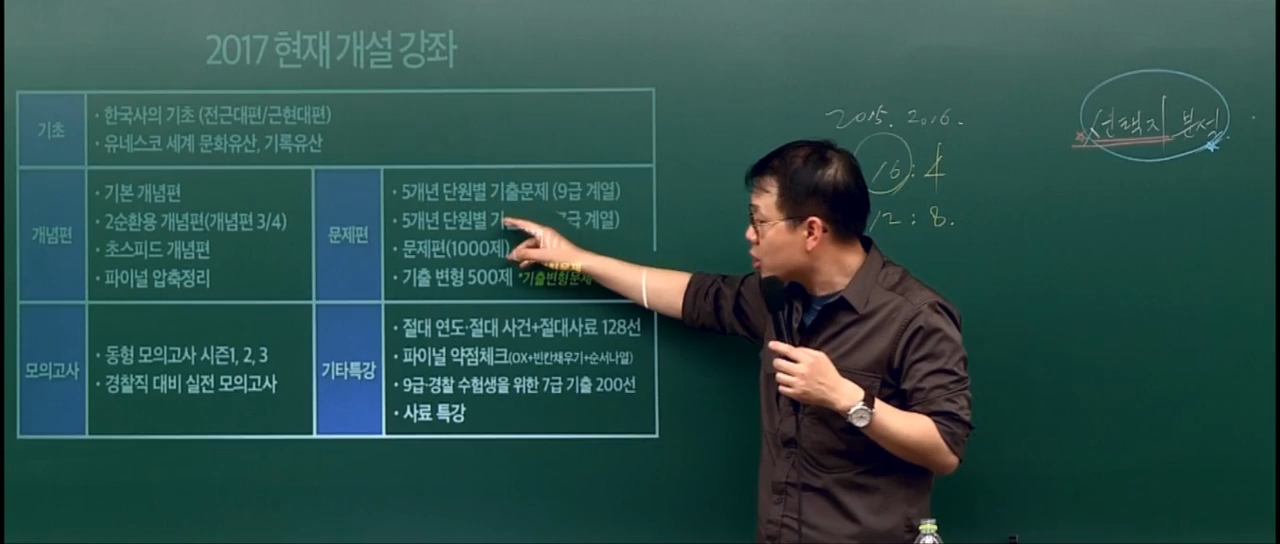 2017 현재 개설 강좌
기초
· 한국사의 기초 (전근대편/근현대편)
· 유네스코 세계 문화유산, 기록유산
개념편
· 기본 개념편
· 2순환용 개념편(개념편 3/4)
· 초스피드 개념편
· 파이널 압축정리
문제편
· 5개년 단원별 기출문제 (9급 계열)
· 5개년 단원별 계열)
· 문제편(1000제)
· 기출 변형 500제 *기출변형문제
모의고사
· 동형 모의고사 시즌1, 2, 3
· 경찰직 대비 실전 모의고사
기타특강
· 절대 연도·절대 사건+절대사료 128선
· 파이널 약점체크(OX+빈칸채우기+순서나열)
· 9급·경찰 수험생을 위한 7급 기출 200선
· 사료 특강
2015. 2016.
16 : 4
12 : 8.
선택지 분석